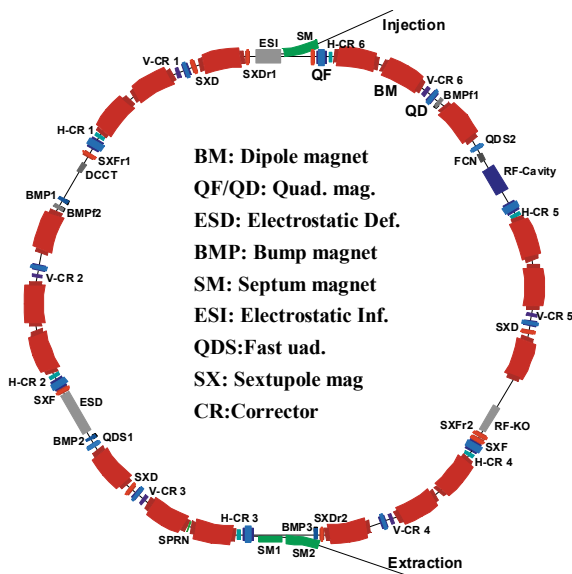 Injection
ESI
SM
H-CR 6
V-CR 1
SXD
SXDr1
QF
BM
V-CR 6
QD
BMPf1
H-CR 1
SXFr1
DCCT
QDS2
FCN
RF-Cavity
BMP1
BMPf2
H-CR 5
BM: Dipole magnet
QF/QD: Quad. mag.
ESD: Electrostatic Def.
BMP: Bump magnet
SM: Septum magnet
ESI: Electrostatic Inf.
QDS:Fast uad.
SX: Sextupole mag
CR:Corrector
V-CR 2
V-CR 5
SXD
H-CR 2
SXF
ESD
BMP2
QDS1
SXFr2
RF-KO
SXF
H-CR 4
SXD
V-CR 3
SPRN
H-CR 3
SM1
BMP3
SM2
SXDr2
V-CR 4
Extraction